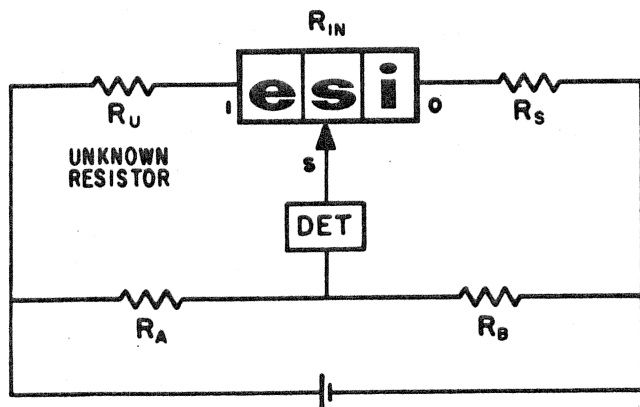 R_IN
esi
R_U
I
O
R_S
UNKNOWN
RESISTOR
S
DET
R_A
R_B